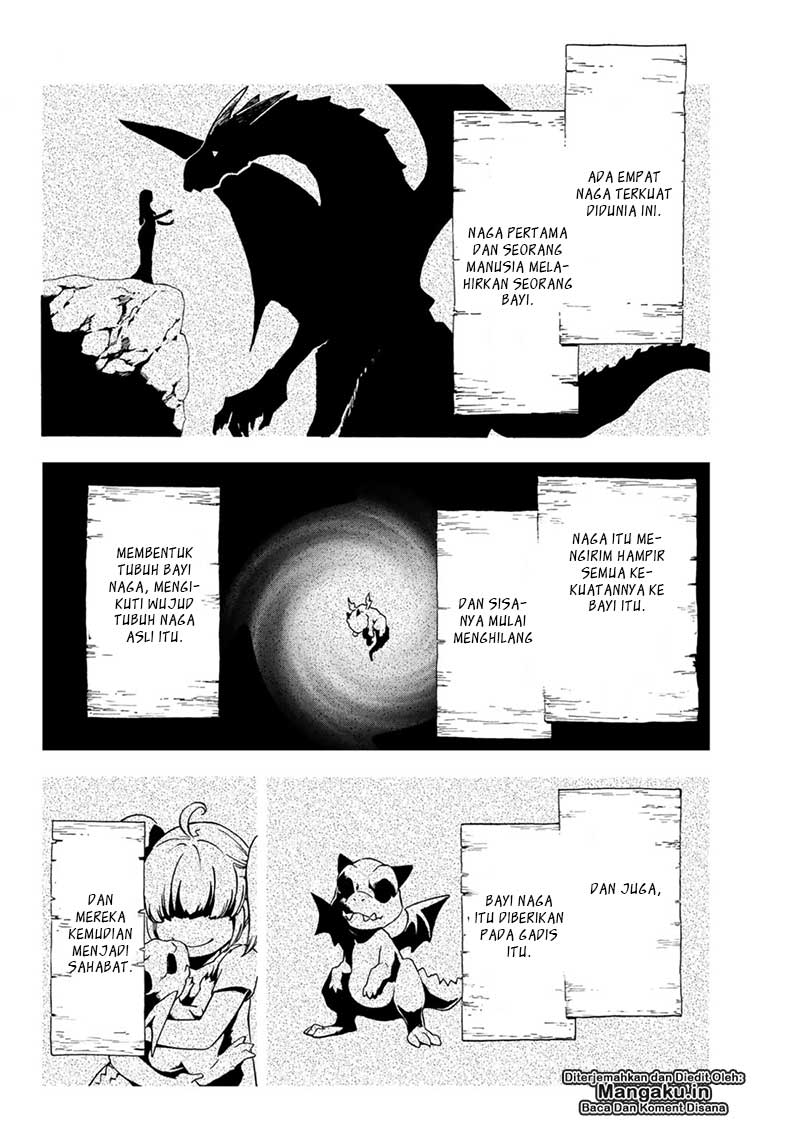 ADA EMPAT
NAGA TERKUAT
DIDUNIA INI.
NAGA PERTAMA
DAN SEORANG
MANUSIA MELA-
HIRKAN SEORANG
BAYI.
NAGA ITU ME-
NGIRIM HAMPIR
SEMUA KE-
KUATANNYA KE
BAYI ITU.
DAN SISA-
NYA MULAI
MENGHILANG
MEMBENTUK
TUBUH BAYI
NAGA, MENGI-
KUTI WUJUD
TUBUH NAGA
ASLI ITU.
DAN JUGA,
BAYI NAGA
ITU DIBERIKAN
PADA GADIS
ITU.
DAN
MEREKA
KEMUDIAN
MENJADI
SAHABAT.
Diterjemahkan dan Diedit Oleh:
Mangaku.in
Baca Dan Koment Disana